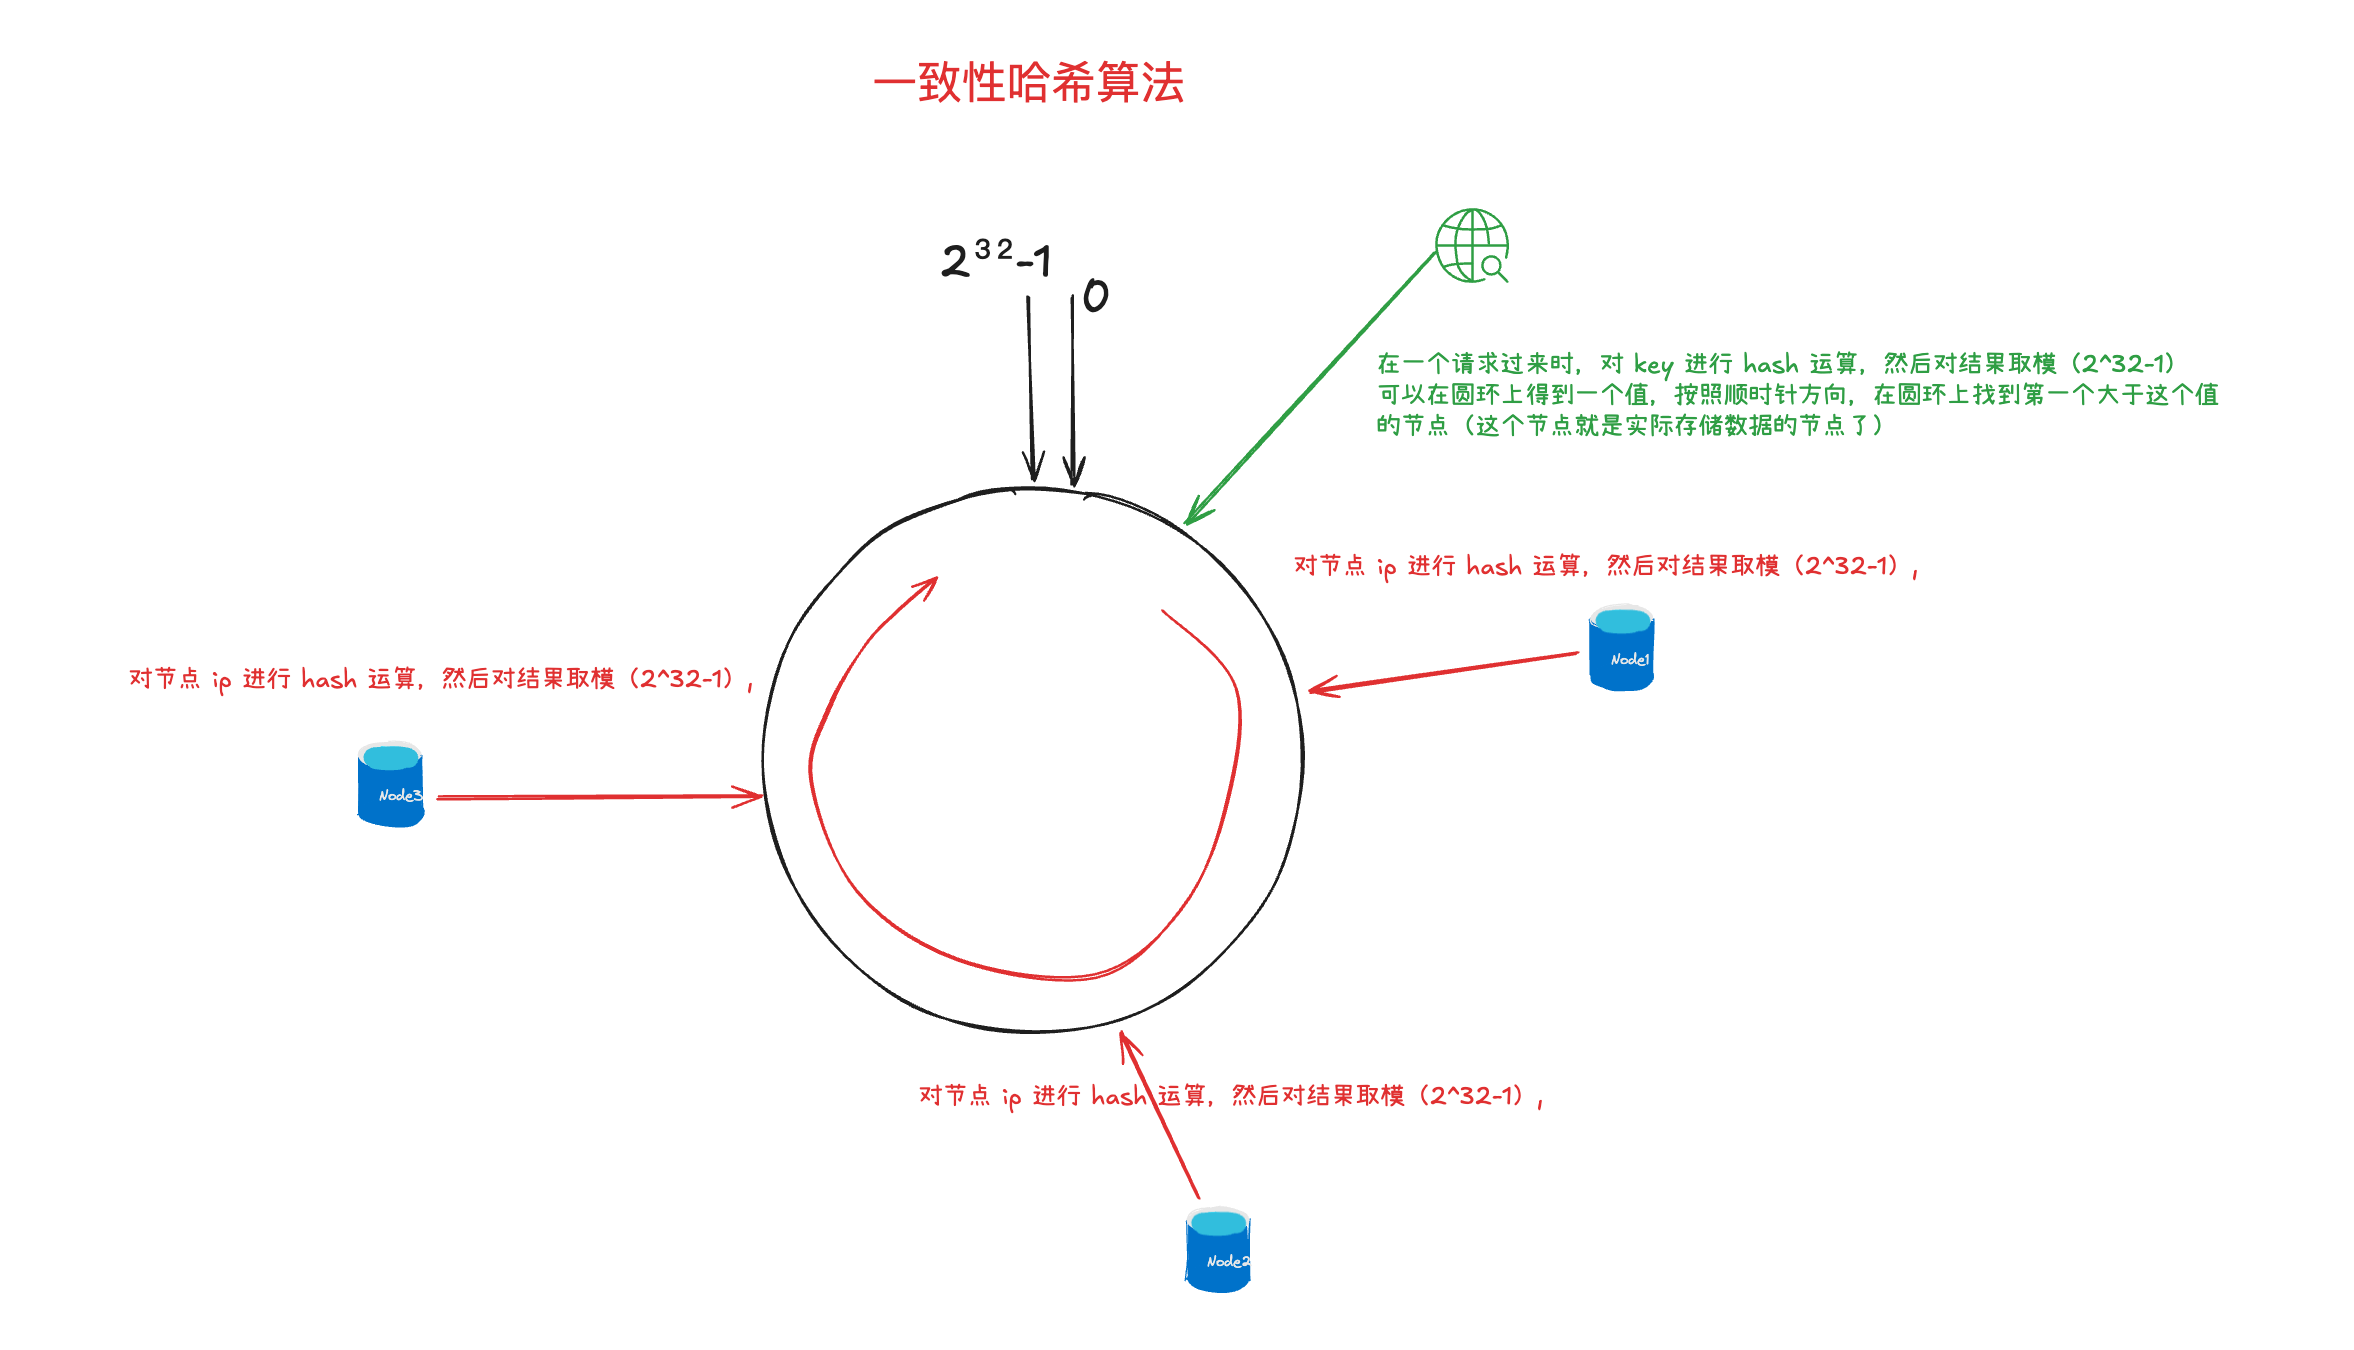 一致性哈希算法
2³²-1
0
在一个请求过来时，对 key 进行 hash 运算，然后对结果取模（2^32-1）
可以在圆环上得到一个值，按照顺时针方向，在圆环上找到第一个大于这个值
的节点（这个节点就是实际存储数据的节点了）
对节点 ip 进行 hash 运算，然后对结果取模（2^32-1），
Node1
对节点 ip 进行 hash 运算，然后对结果取模（2^32-1），
Node3
对节点 ip 进行 hash 运算，然后对结果取模（2^32-1），
Node2